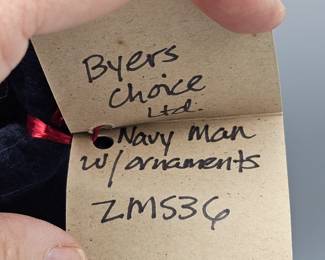 Byers
Choice
Ltd.
Navy Man
w/ ornaments
ZMS36